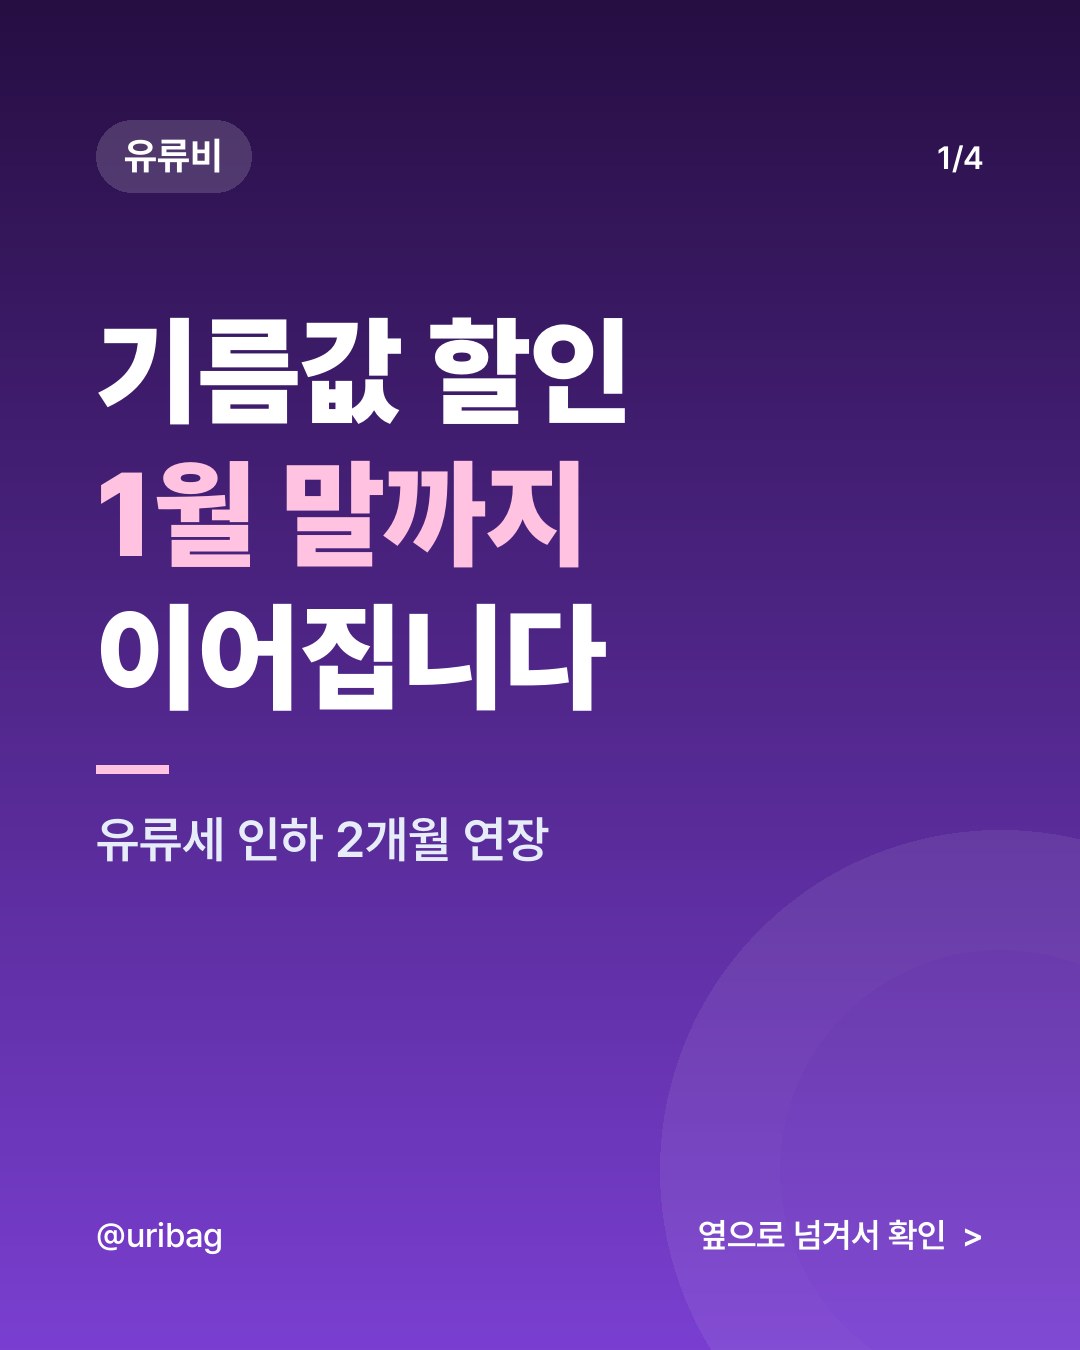 유류비
1/4
기름값 할인
1월 말까지
이어집니다
유류세 인하 2개월 연장
@uribag
옆으로 넘겨서 확인 >